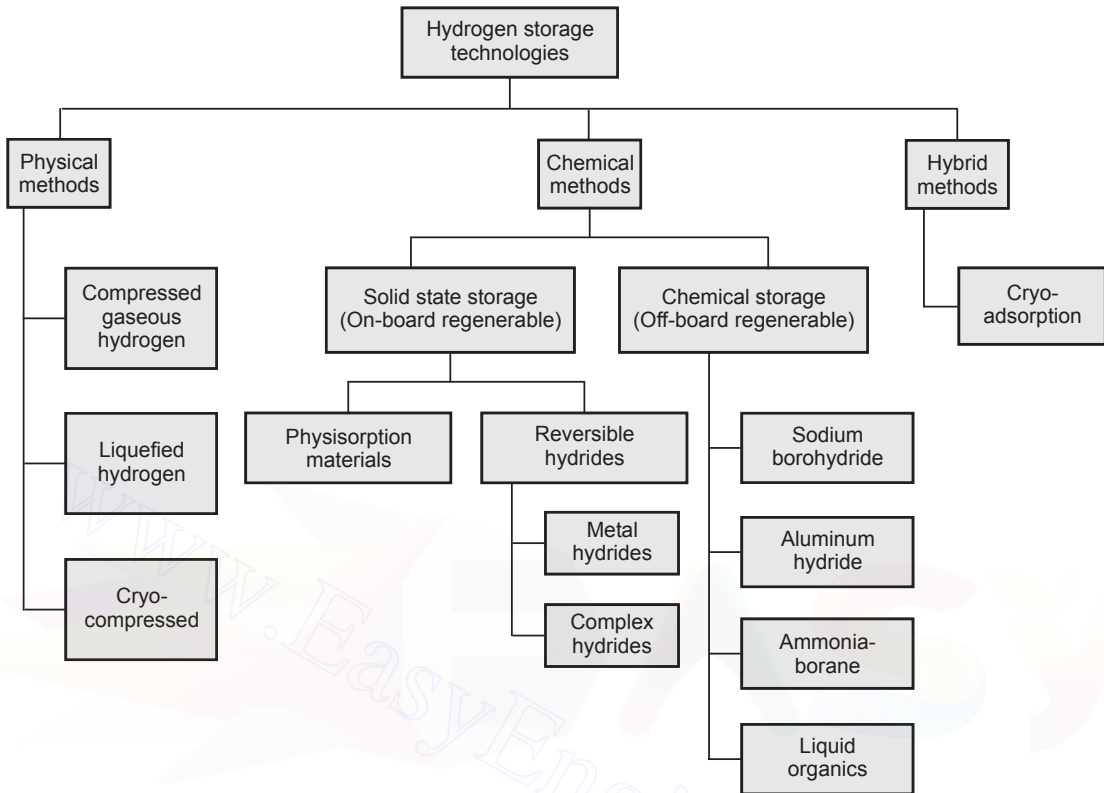 Hydrogen storage
technologies
Physical
methods
Chemical
methods
Hybrid
methods
Compressed
gaseous
hydrogen
Liquefied
hydrogen
Cryo-
compressed
Solid state storage
(On-board regenerable)
Chemical storage
(Off-board regenerable)
Physisorption
materials
Reversible
hydrides
Metal
hydrides
Complex
hydrides
Sodium
borohydride
Aluminum
hydride
Ammonia-
borane
Liquid
organics
Cryo-
adsorption